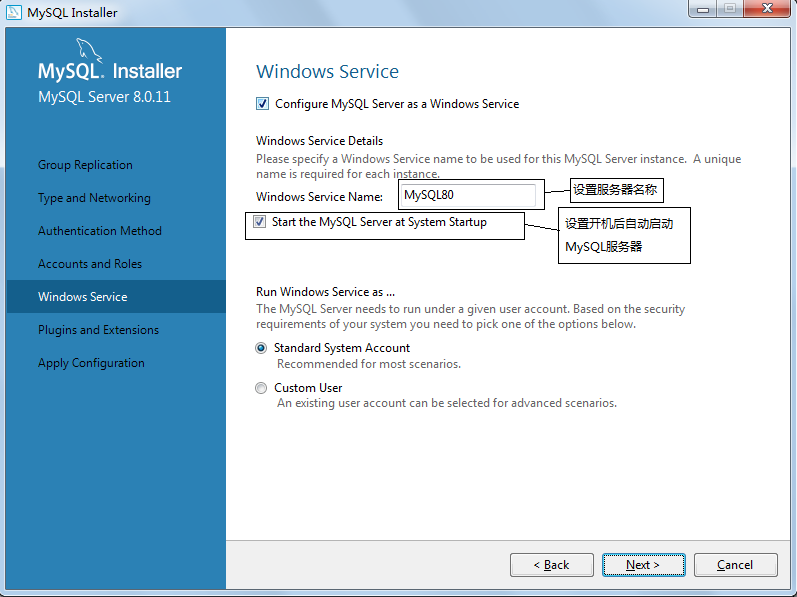 MySQL Installer
MySQL. Installer
MySQL Server 8.0.11
Group Replication
Type and Networking
Authentication Method
Accounts and Roles
Windows Service
Plugins and Extensions
Apply Configuration
Windows Service
Configure MySQL Server as a Windows Service
Windows Service Details
Please specify a Windows Service name to be used for this MySQL Server instance. A unique
name is required for each instance.
Windows Service Name: MySQL80
设置服务器名称
Start the MySQL Server at System Startup
设置开机后自动启动
MySQL服务器
Run Windows Service as ...
The MySQL Server needs to run under a given user account. Based on the security
requirements of your system you need to pick one of the options below.
Standard System Account
Recommended for most scenarios.
Custom User
An existing user account can be selected for advanced scenarios.
< Back
Next >
Cancel